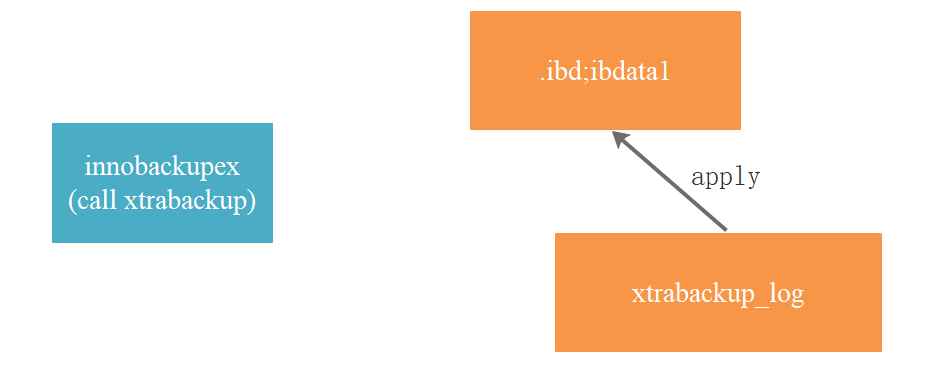 .ibd;ibdata1
innobackupex
(call xtrabackup)
apply
xtrabackup_log